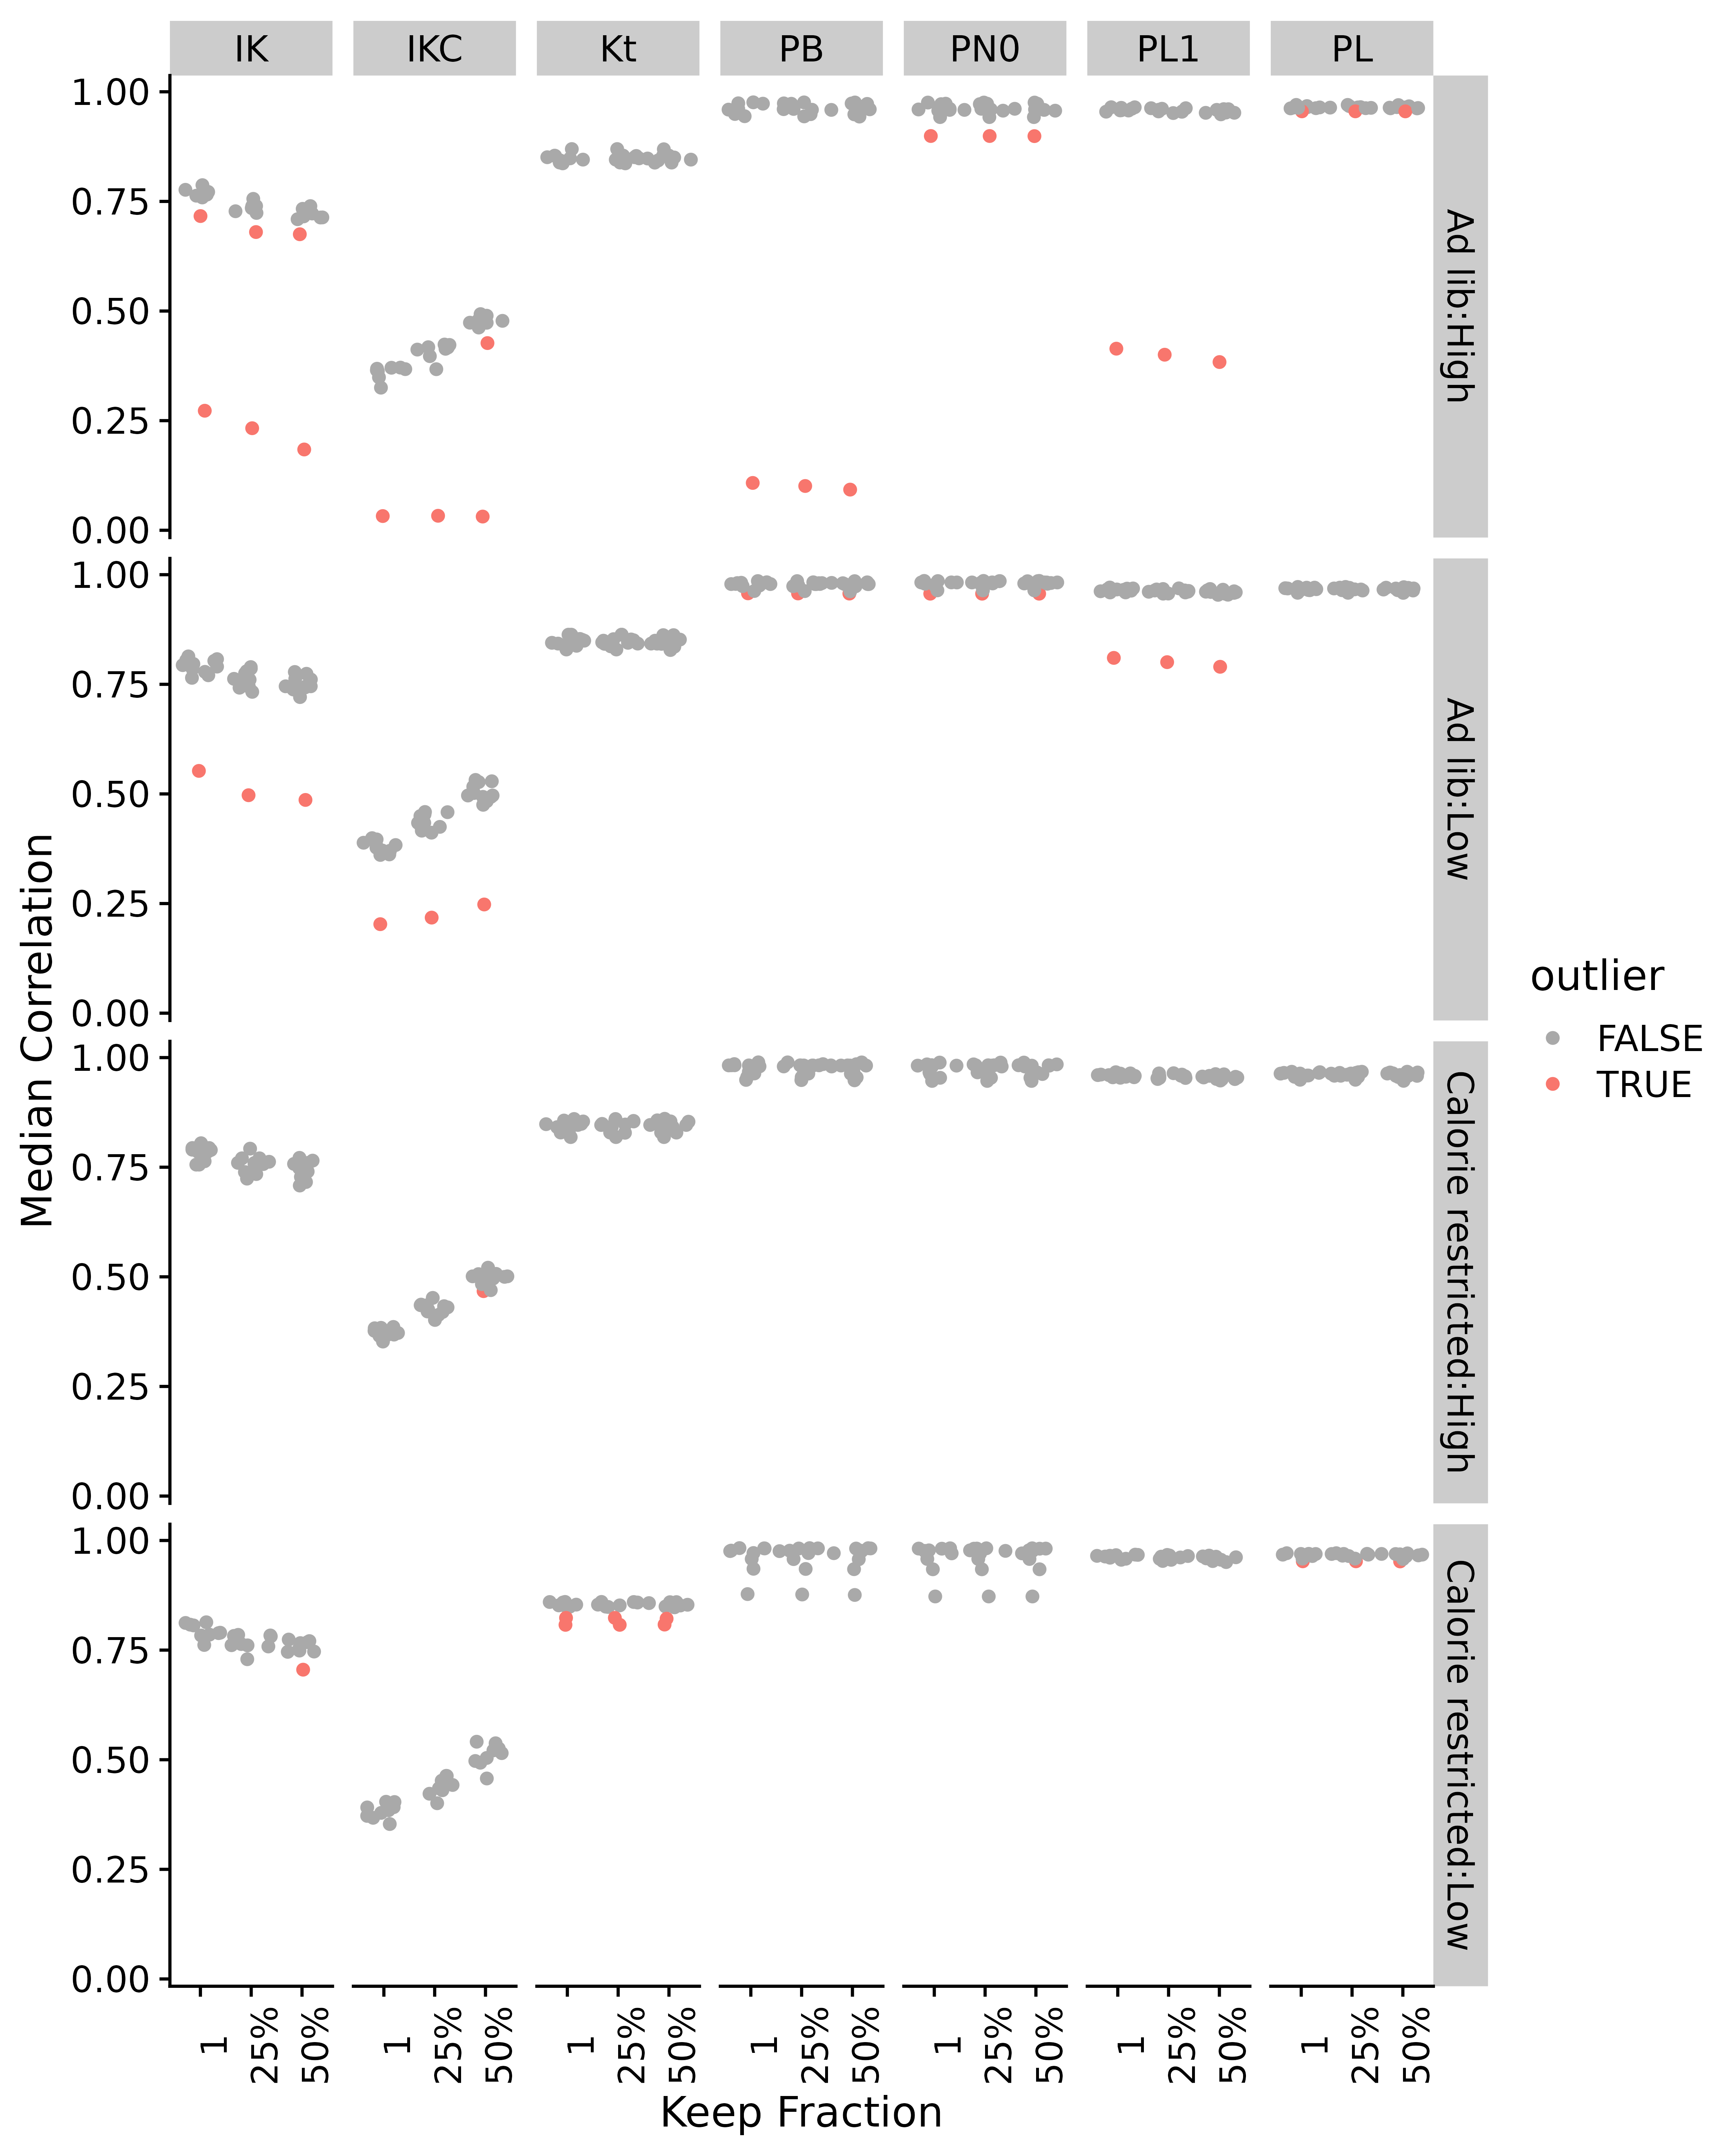 IK IKC Kt PB PN0 PL1 PL
1.00
0.75
0.50
0.25
0.00
Ad lib:High
1.00
0.75
0.50
0.25
0.00
Ad lib:Low
1.00
0.75
0.50
0.25
0.00
Calorie restricted:High
1.00
0.75
0.50
0.25
0.00
Calorie restricted:Low
Median Correlation
1 25% 50% 1 25% 50% 1 25% 50% 1 25% 50% 1 25% 50% 1 25% 50% 1 25% 50%
Keep Fraction
outlier
FALSE
TRUE